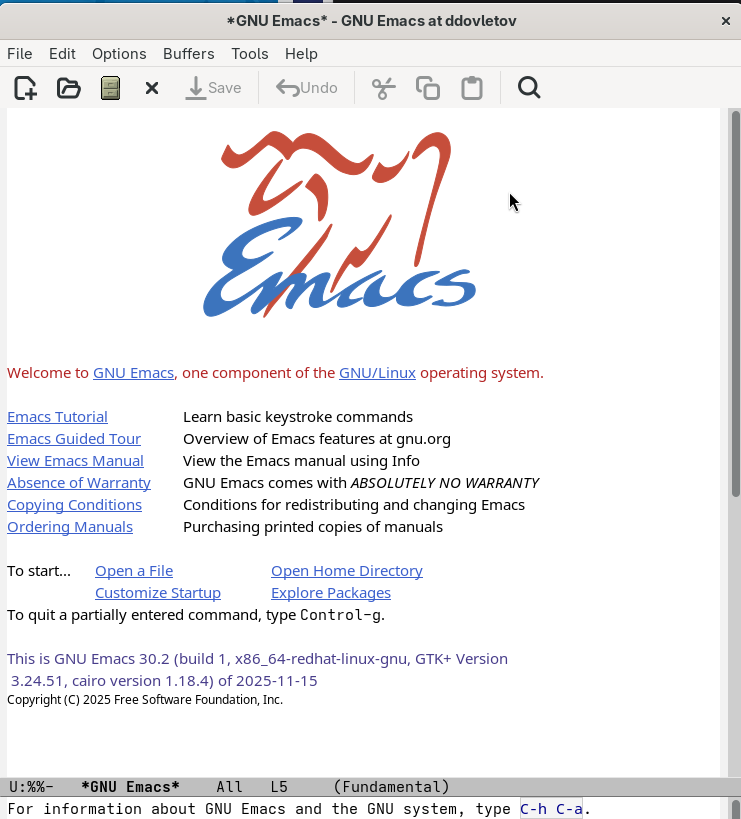 *GNU Emacs* - GNU Emacs at ddovletov
File Edit Options Buffers Tools Help
Save Undo
Emacs
Welcome to GNU Emacs, one component of the GNU/Linux operating system.
Emacs Tutorial Learn basic keystroke commands
Emacs Guided Tour Overview of Emacs features at gnu.org
View Emacs Manual View the Emacs manual using Info
Absence of Warranty GNU Emacs comes with ABSOLUTELY NO WARRANTY
Copying Conditions Conditions for redistributing and changing Emacs
Ordering Manuals Purchasing printed copies of manuals
To start... Open a File Open Home Directory
Customize Startup Explore Packages
To quit a partially entered command, type Control-g.
This is GNU Emacs 30.2 (build 1, x86_64-redhat-linux-gnu, GTK+ Version
3.24.51, cairo version 1.18.4) of 2025-11-15
Copyright (C) 2025 Free Software Foundation, Inc.
U:%%- *GNU Emacs* All L5 (Fundamental)
For information about GNU Emacs and the GNU system, type C-h C-a.